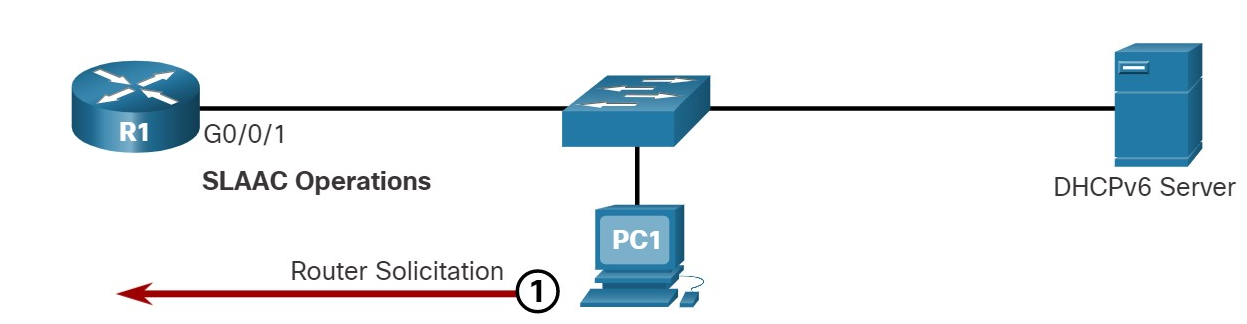 R1
G0/0/1
SLAAC Operations
DHCPv6 Server
PC1
Router Solicitation
1